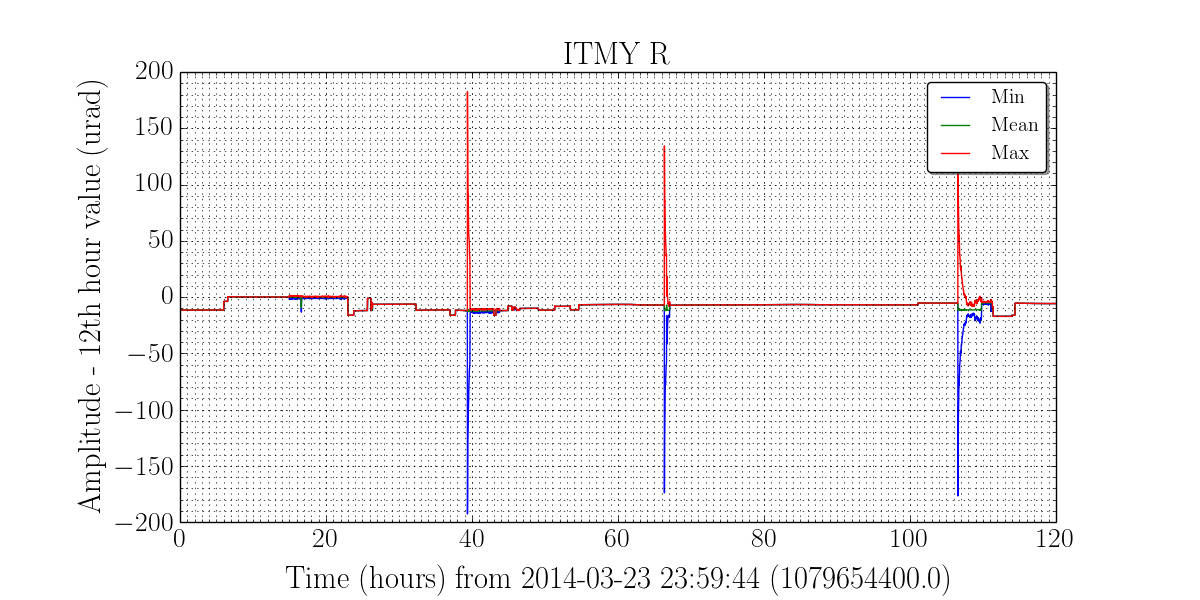 ITMY R
Amplitude - 12th hour value (urad)
200
150
100
50
0
−50
−100
−150
−200
Min
Mean
Max
0 20 40 60 80 100 120
Time (hours) from 2014-03-23 23:59:44 (1079654400.0)